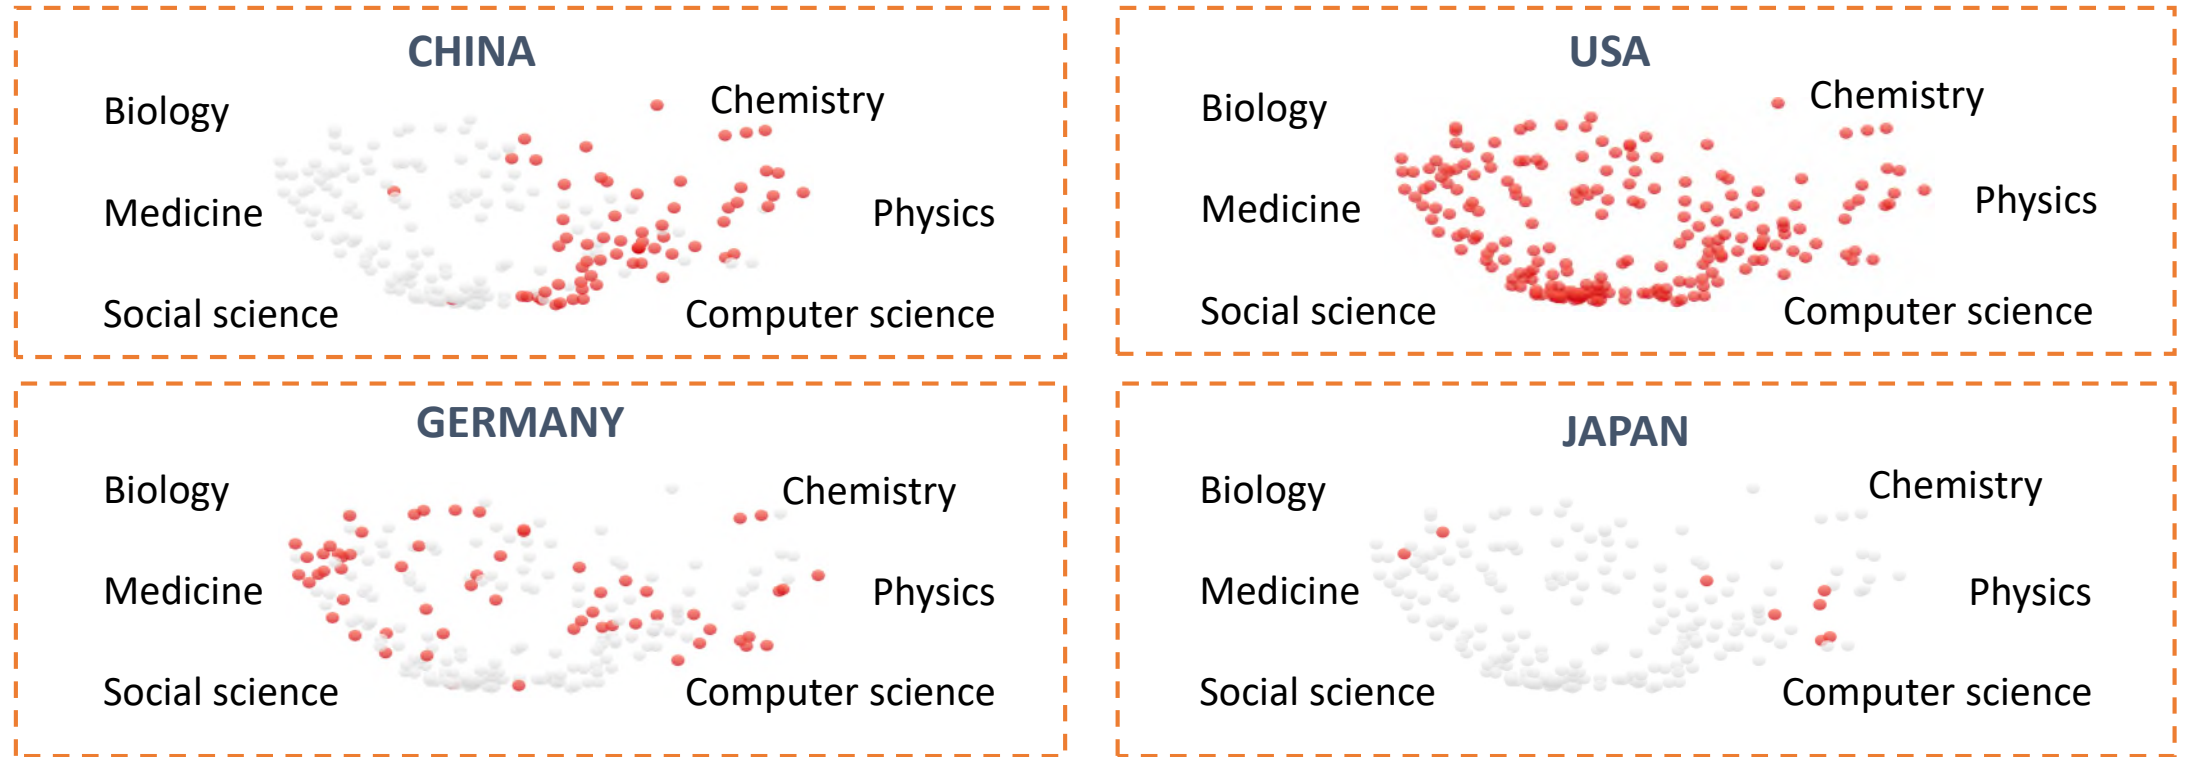 CHINA
Biology
Chemistry
Medicine
Physics
Social science
Computer science
USA
Biology
Chemistry
Medicine
Physics
Social science
Computer science
GERMANY
Biology
Chemistry
Medicine
Physics
Social science
Computer science
JAPAN
Biology
Chemistry
Medicine
Physics
Social science
Computer science